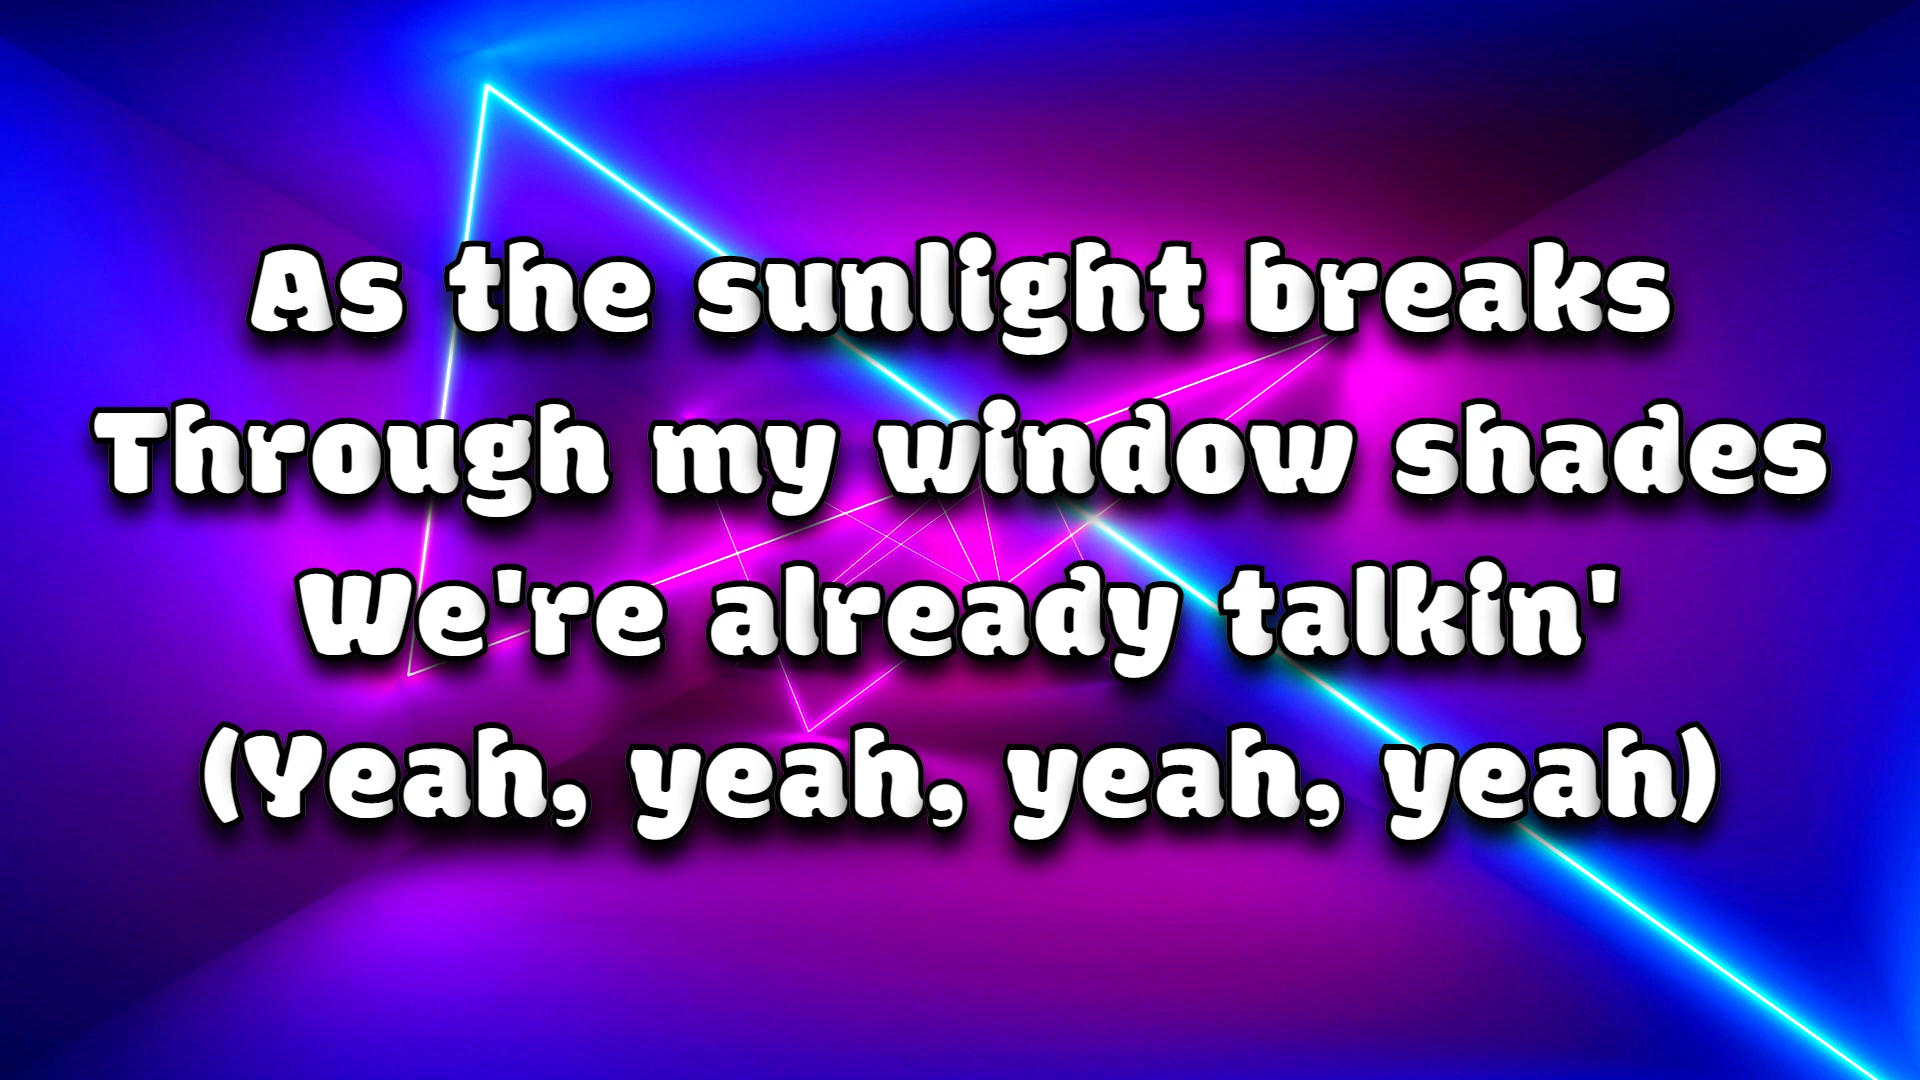 As the sunlight breaks
Through my window shades
We're already talkin'
(Yeah, yeah, yeah, yeah)